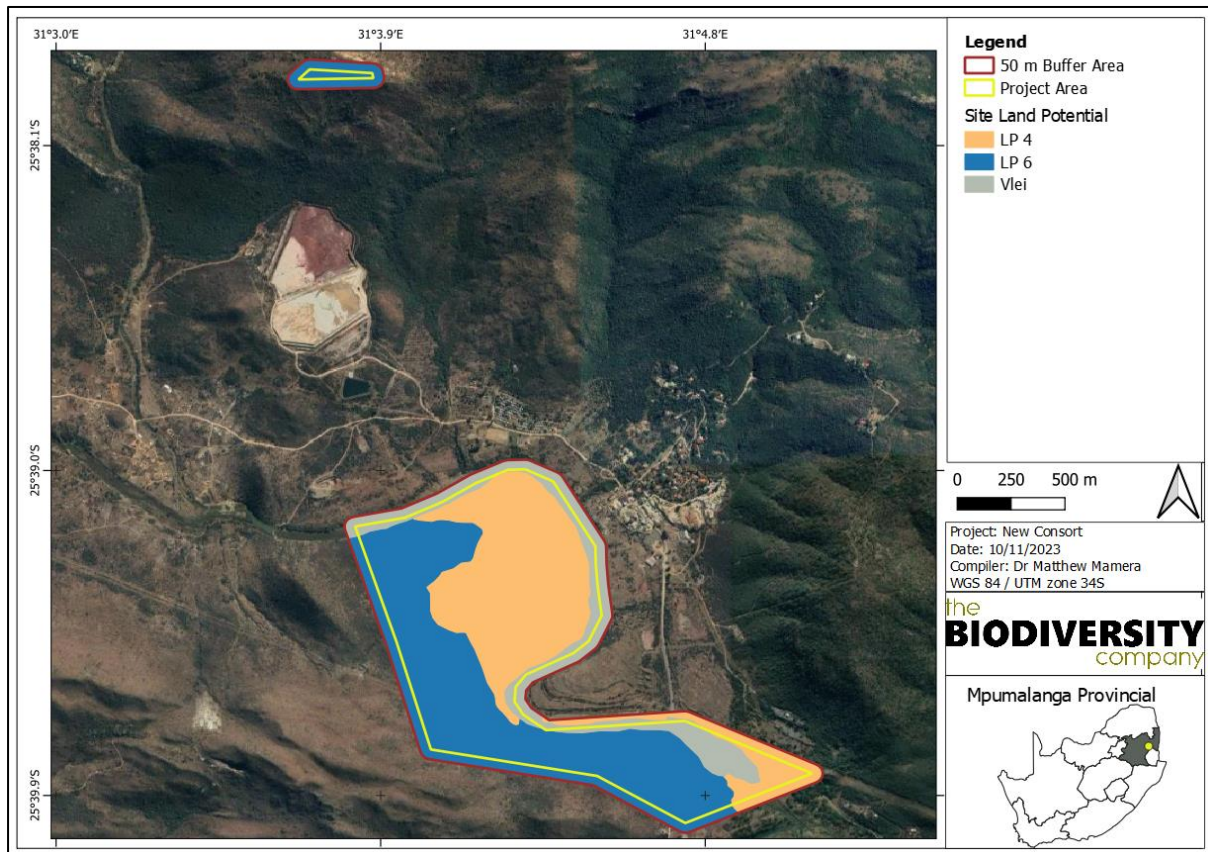 31°3.0'E
31°3.9'E
31°4.8'E
25°38.1'S
25°39.0'S
25°39.9'S
Legend
50 m Buffer Area
Project Area
Site Land Potential
LP 4
LP 6
Vlei
0 250 500 m
Project: New Consort
Date: 10/11/2023
Compiler: Dr Matthew Mamera
WGS 84 / UTM zone 34S
the
BIODIVERSITY
company
Mpumalanga Provincial